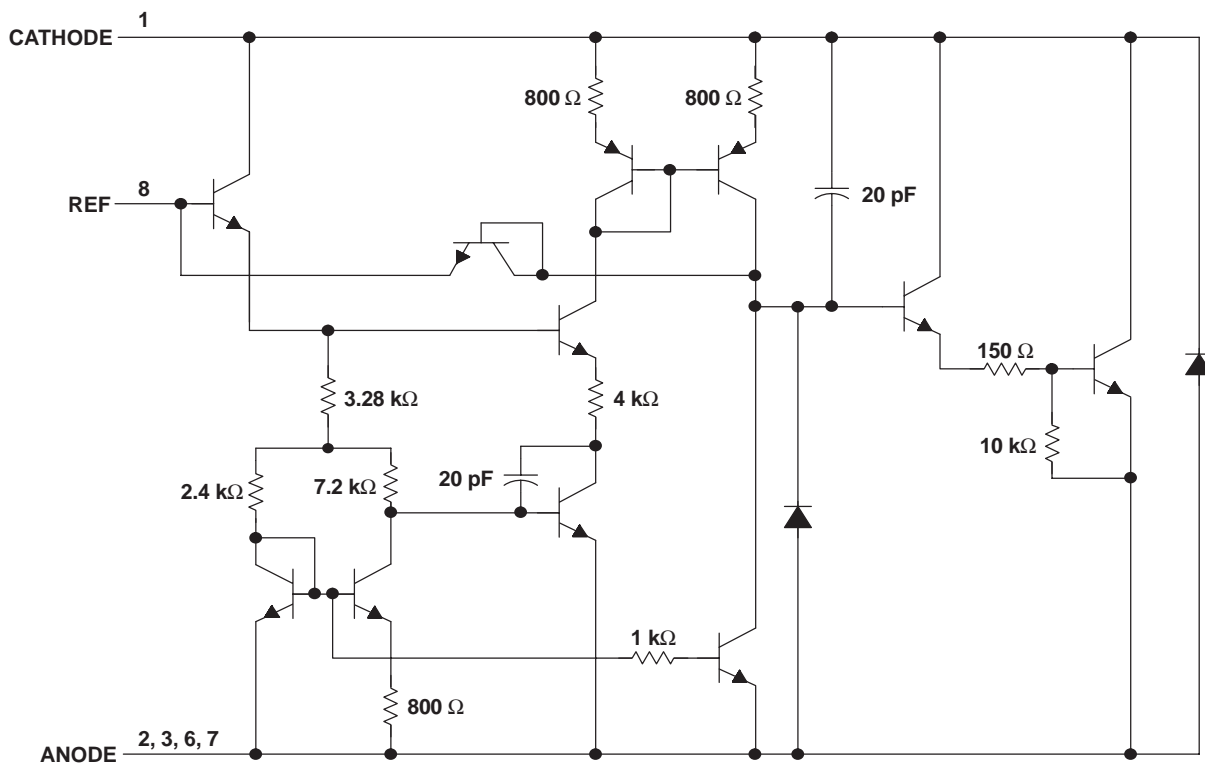 CATHODE 1
800 Ω 800 Ω
REF 8
20 pF
150 Ω
3.28 kΩ 4 kΩ
2.4 kΩ 7.2 kΩ 20 pF 10 kΩ
1 kΩ
800 Ω
ANODE 2, 3, 6, 7